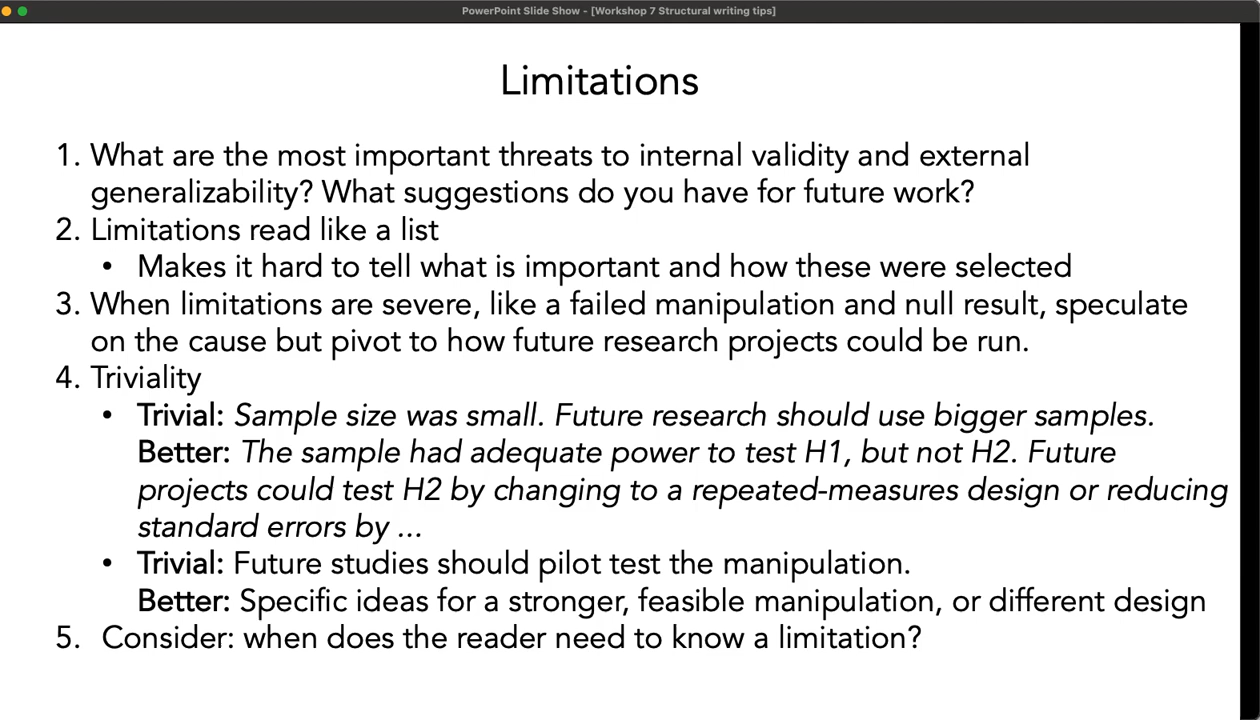 PowerPoint Slide Show - [Workshop 7 Structural writing tips]
Limitations
1. What are the most important threats to internal validity and external
generalizability? What suggestions do you have for future work?
2. Limitations read like a list
• Makes it hard to tell what is important and how these were selected
3. When limitations are severe, like a failed manipulation and null result, speculate
on the cause but pivot to how future research projects could be run.
4. Triviality
• Trivial: Sample size was small. Future research should use bigger samples.
Better: The sample had adequate power to test H1, but not H2. Future
projects could test H2 by changing to a repeated-measures design or reducing
standard errors by ...
• Trivial: Future studies should pilot test the manipulation.
Better: Specific ideas for a stronger, feasible manipulation, or different design
5. Consider: when does the reader need to know a limitation?